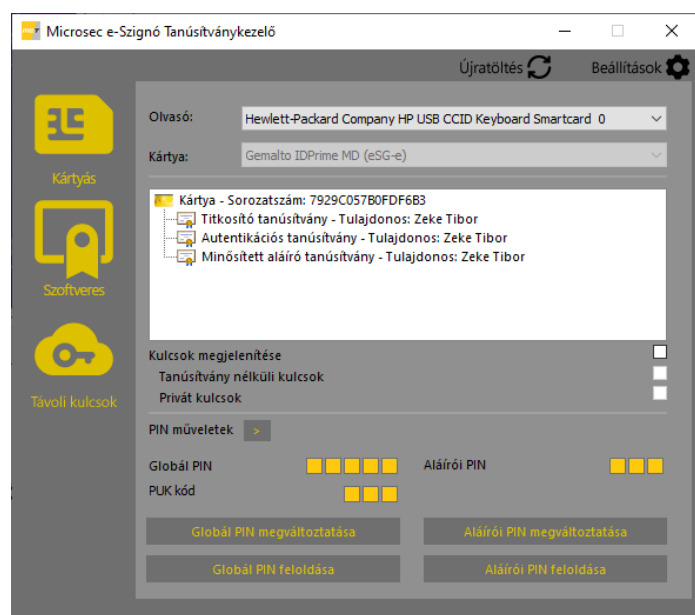 Microsec e-Szignó Tanúsítványkezelő
Újratöltés
Beállítások
Kártyás
Szoftveres
Távoli kulcsok
Olvasó:
Hewlett-Packard Company HP USB CCID Keyboard Smartcard 0
Kártya:
Gemalto IDPrime MD (eSG-e)
Kártya - Sorozatszám: 7929C057B0FDF6B3
Titkosító tanúsítvány - Tulajdonos: Zeke Tibor
Autentikációs tanúsítvány - Tulajdonos: Zeke Tibor
Minősített aláíró tanúsítvány - Tulajdonos: Zeke Tibor
Kulcsok megjelenítése
Tanúsítvány nélküli kulcsok
Privát kulcsok
PIN műveletek >
Globál PIN
Aláírói PIN
PUK kód
Globál PIN megváltoztatása
Aláírói PIN megváltoztatása
Globál PIN feloldása
Aláírói PIN feloldása